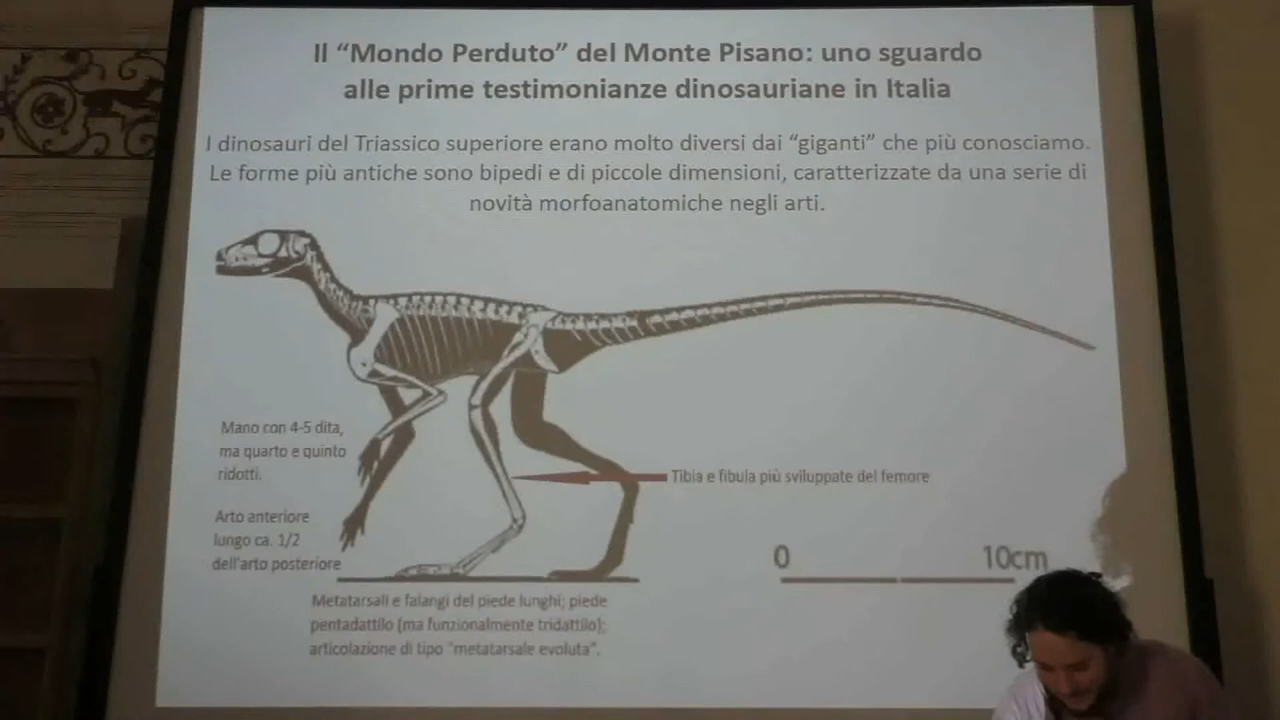 Il “Mondo Perduto” del Monte Pisano: uno sguardo
alle prime testimonianze dinosauriane in Italia
I dinosauri del Triassico superiore erano molto diversi dai “giganti” che più conosciamo.
Le forme più antiche sono bipedi e di piccole dimensioni, caratterizzate da una serie di
novità morfoanatomiche negli arti.
Mano con 4-5 dita,
ma quarto e quinto
ridotti.
Tibia e fibula più sviluppate del femore
Arto anteriore
lungo ca. 1/2
dell'arto posteriore
0 10cm
Metatarsali e falangi del piede lunghi; piede
pentadattilo (ma funzionalmente tridattilo);
articolazione di tipo "metatarsale evoluta".